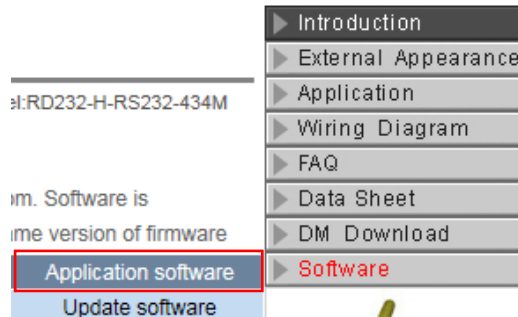 Introduction
External Appearance
el:RD232-H-RS232-434M
Application
Wiring Diagram
FAQ
om. Software is
Data Sheet
ame version of firmware
DM Download
Application software
Software
Update software